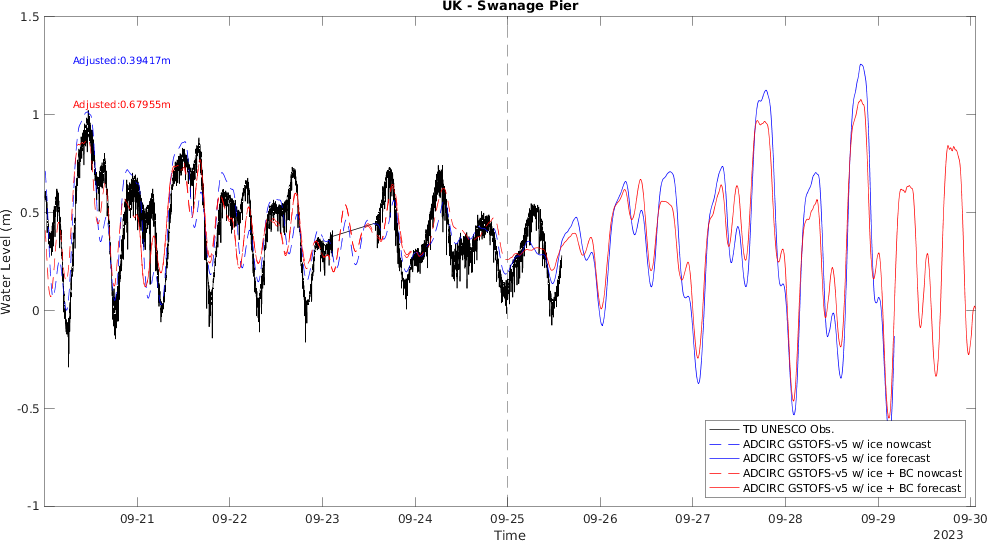 UK - Swanage Pier
1.5
1
0.5
0
-0.5
-1
Water Level (m)
Adjusted:0.39417m
Adjusted:0.67955m
TD UNESCO Obs.
ADCIRC GSTOFS-v5 w/ ice nowcast
ADCIRC GSTOFS-v5 w/ ice forecast
ADCIRC GSTOFS-v5 w/ ice + BC nowcast
ADCIRC GSTOFS-v5 w/ ice + BC forecast
09-21 09-22 09-23 09-24 09-25 09-26 09-27 09-28 09-29 09-30
Time
2023